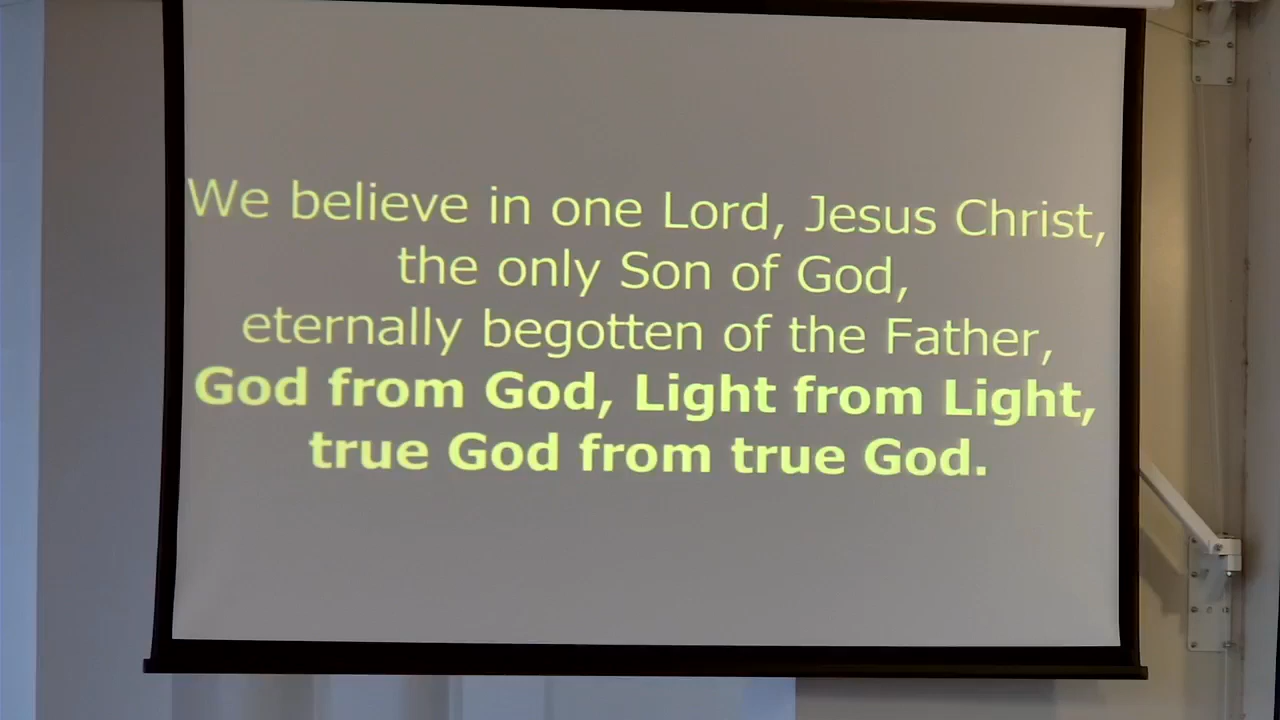 We believe in one Lord, Jesus Christ,
the only Son of God,
eternally begotten of the Father,
God from God, Light from Light,
true God from true God.